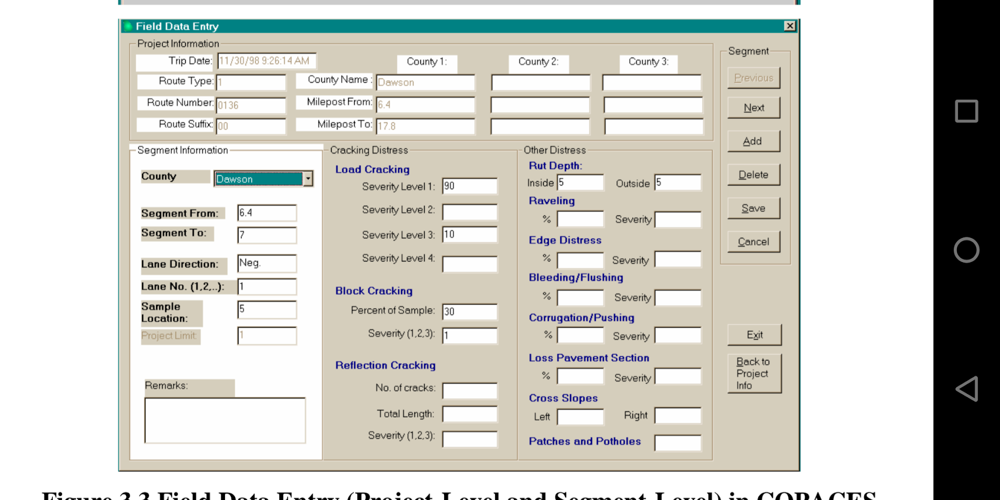 Field Data Entry
Project Information
Trip Date: 11/30/98 9:26:14 AM County 1: County 2: County 3:
Route Type: 1 County Name : Dawson
Route Number: 0136 Milepost From: 6.4
Route Suffix: 00 Milepost To: 17.8
Segment
Previous
Next
Add
Delete
Save
Cancel
Exit
Back to
Project
Info
Segment Information
County Dawson
Segment From: 6.4
Segment To: 7
Lane Direction: Neg.
Lane No. (1,2,..): 1
Sample
Location: 5
Project Limit: 1
Remarks:
Cracking Distress
Load Cracking
Severity Level 1: 90
Severity Level 2:
Severity Level 3: 10
Severity Level 4:
Block Cracking
Percent of Sample: 30
Severity (1,2,3): 1
Reflection Cracking
No. of cracks:
Total Length:
Severity (1,2,3):
Other Distress
Rut Depth:
Inside 5 Outside 5
Raveling
% Severity
Edge Distress
% Severity
Bleeding/Flushing
% Severity
Corrugation/Pushing
% Severity
Loss Pavement Section
% Severity
Cross Slopes
Left Right
Patches and Potholes
Figure 3.3 Field Data Entry (Project-Level and Segment-Level) in COPACES